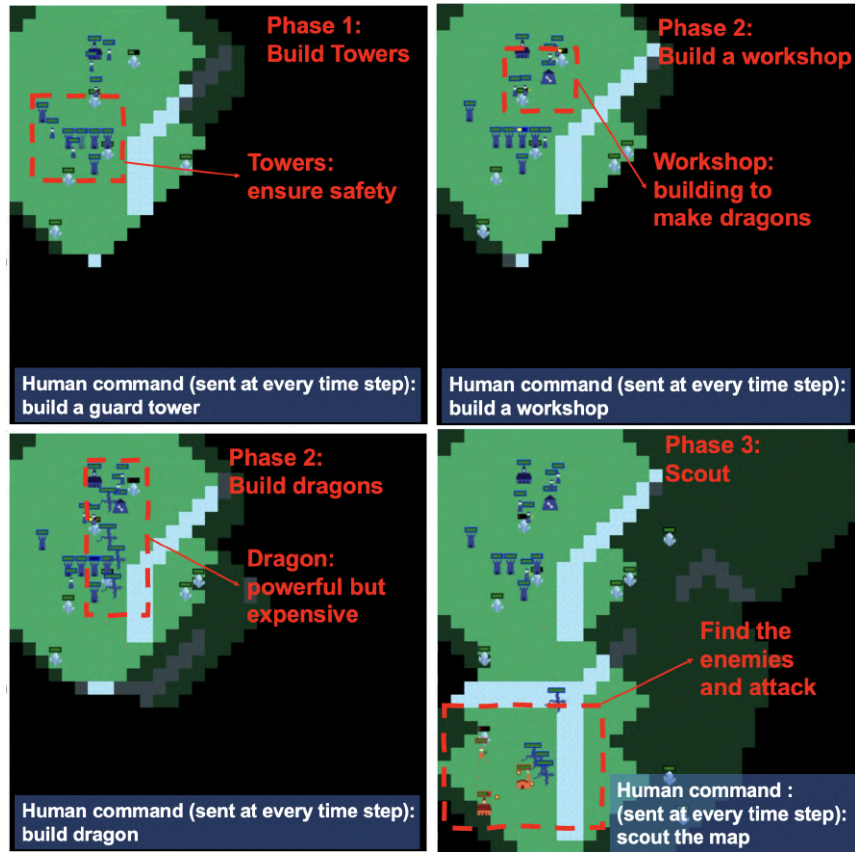 Phase 1:
Build Towers
Towers:
ensure safety
Human command (sent at every time step):
build a guard tower
Phase 2:
Build a workshop
Workshop:
building to
make dragons
Human command (sent at every time step):
build a workshop
Phase 2:
Build dragons
Dragon:
powerful but
expensive
Human command (sent at every time step):
build dragon
Phase 3:
Scout
Find the
enemies
and attack
Human command :
(sent at every time step):
scout the map